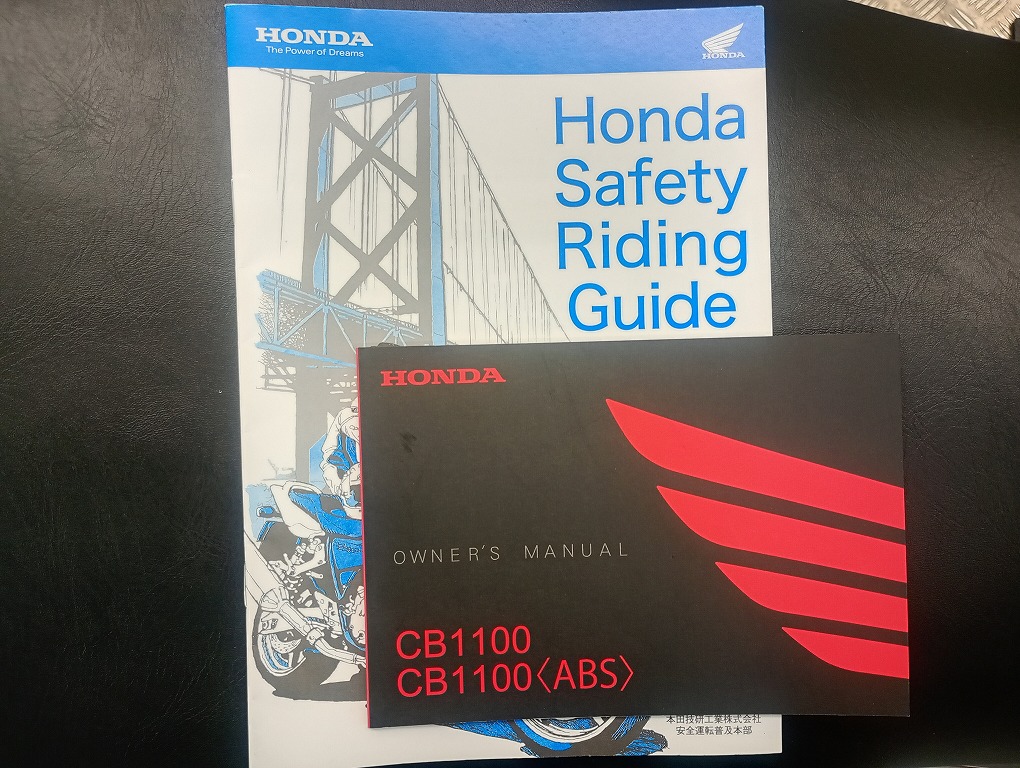 HONDA
The Power of Dreams
HONDA
Honda
Safety
Riding
Guide
HONDA
OWNER'S MANUAL
CB1100
CB1100〈ABS〉
本田技研工業株式会社
安全運転普及本部